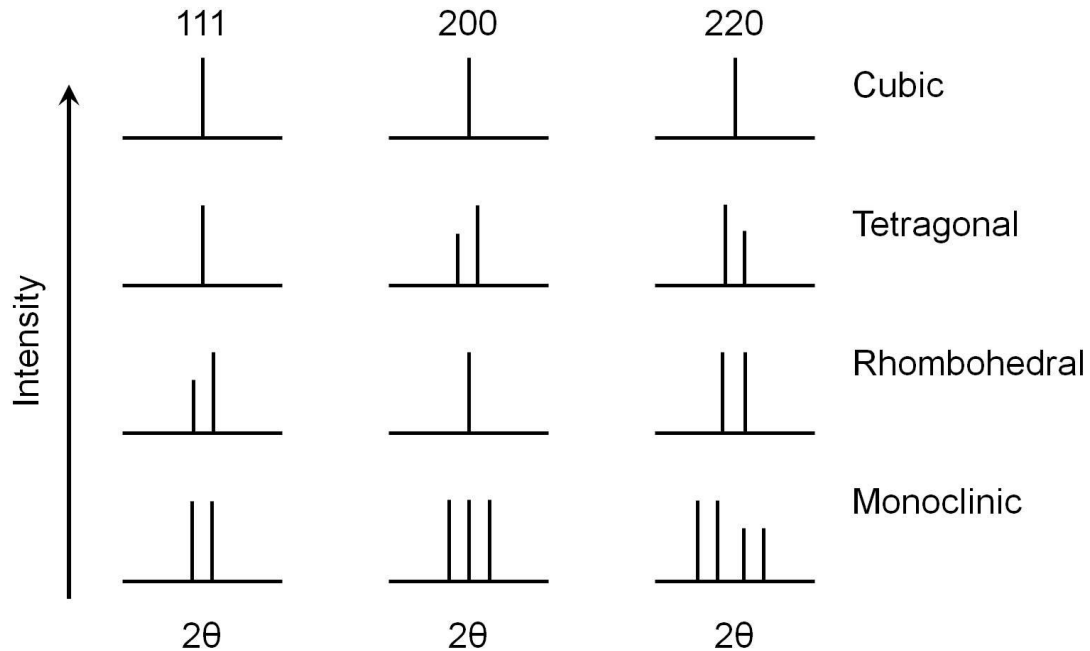 111 200 220
Cubic
Tetragonal
Intensity
Rhombohedral
Monoclinic
2θ 2θ 2θ